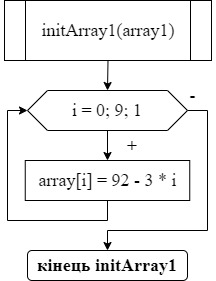 initArray1(array1)
i = 0; 9; 1
-
+
array[i] = 92 - 3 * i
кінець initArray1